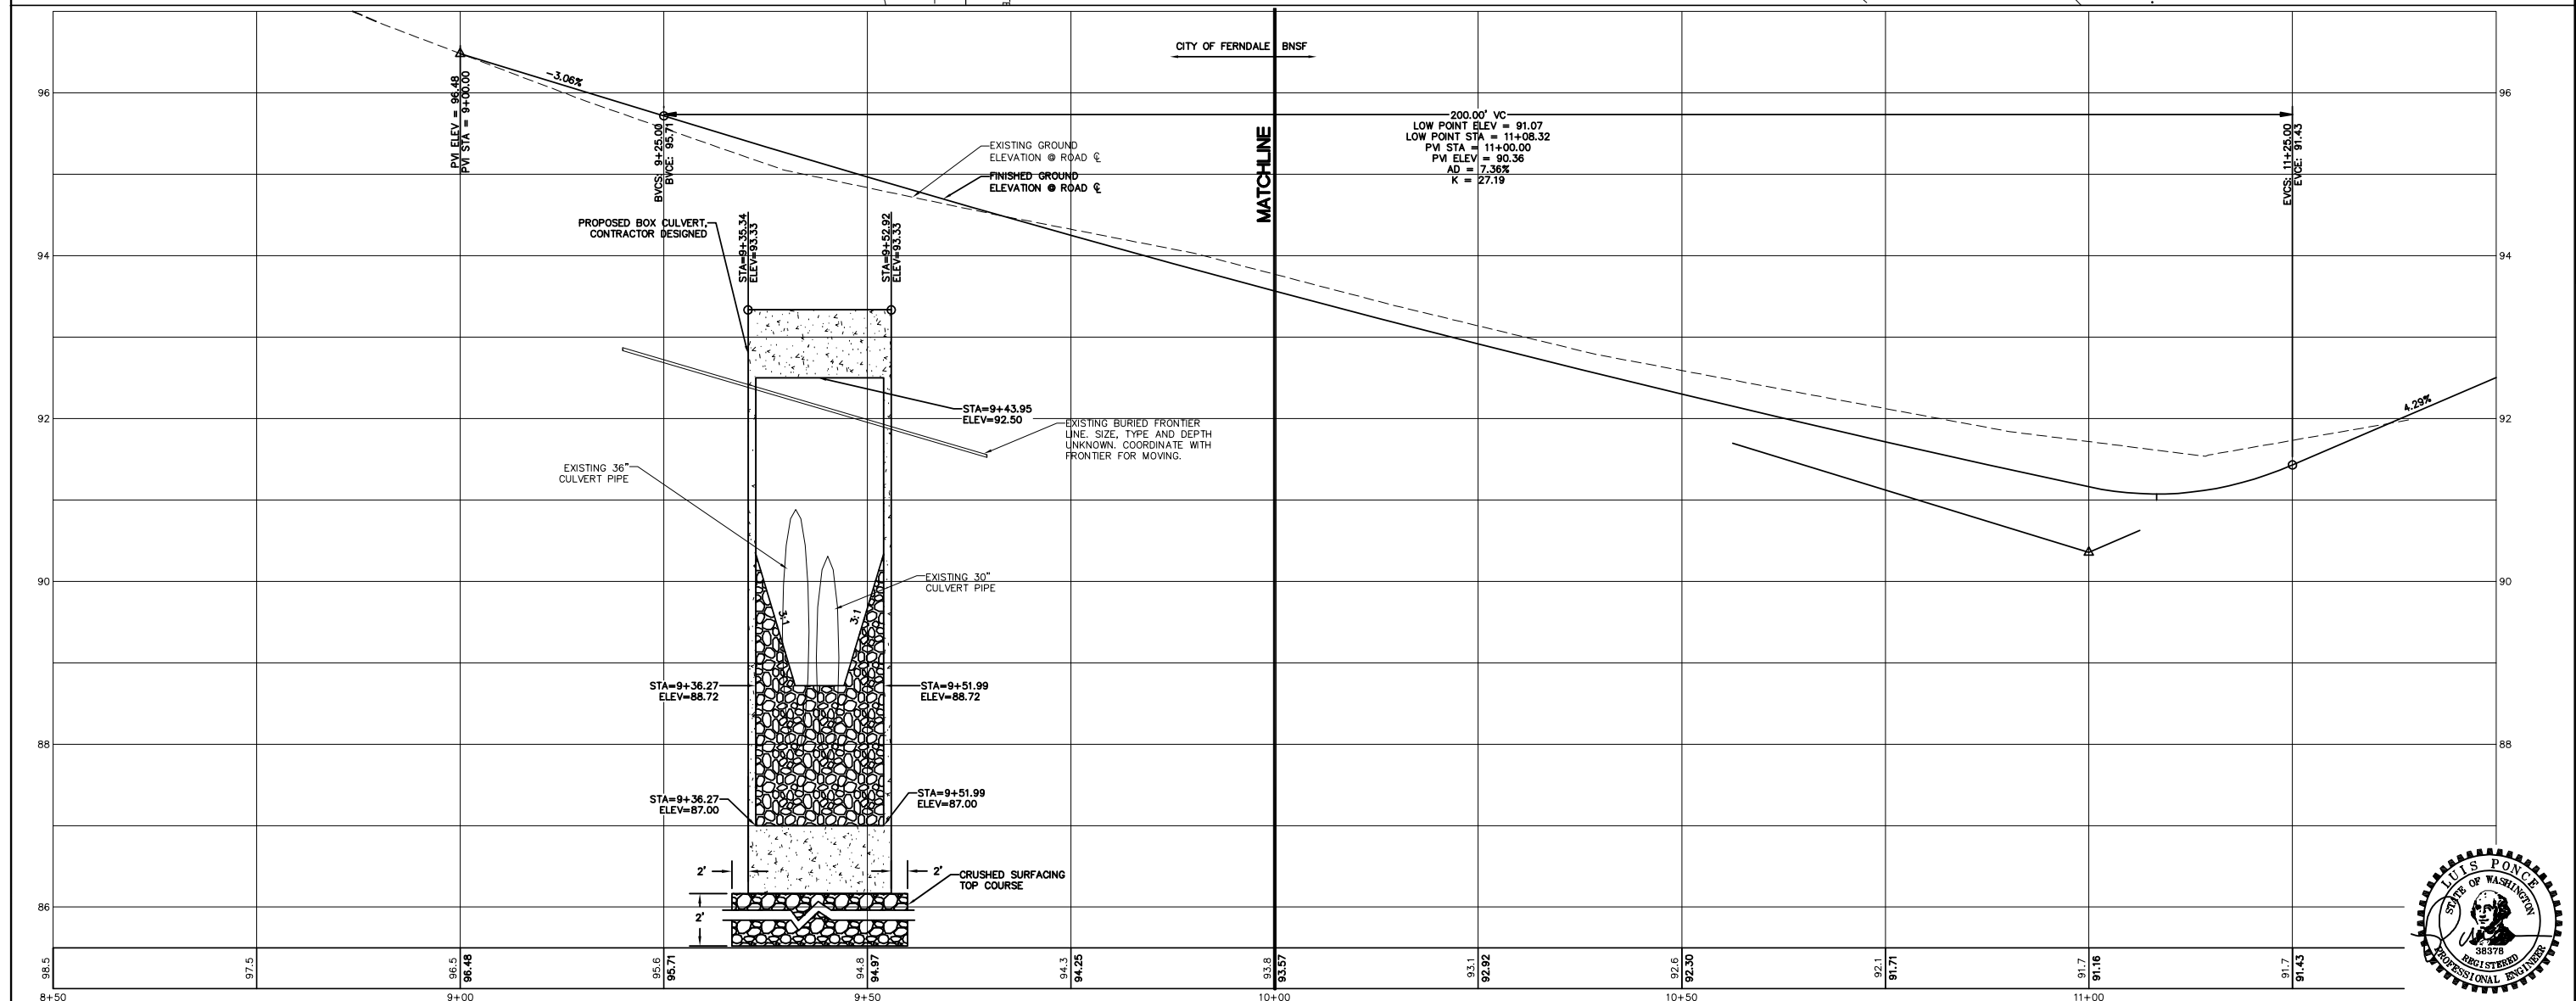 CITY OF FERNDALE BNSF
-3.06%
PVI ELEV = 96.48
PVI STA = 9+00.00
BVCS: 9+25.00
BVCE: 95.71
EXISTING GROUND
ELEVATION @ ROAD ℄
FINISHED GROUND
ELEVATION @ ROAD ℄
MATCHLINE
200.00' VC
LOW POINT ELEV = 91.07
LOW POINT STA = 11+08.32
PVI STA = 11+00.00
PVI ELEV = 90.36
AD = 7.36%
K = 27.19
EVCS: 11+25.00
EVCE: 91.43
PROPOSED BOX CULVERT,
CONTRACTOR DESIGNED
STA=9+35.34
ELEV=93.33
STA=9+52.92
ELEV=93.33
STA=9+43.95
ELEV=92.50
EXISTING BURIED FRONTIER
LINE. SIZE, TYPE AND DEPTH
UNKNOWN. COORDINATE WITH
FRONTIER FOR MOVING.
4.29%
EXISTING 36"
CULVERT PIPE
EXISTING 30"
CULVERT PIPE
3:1
3:1
STA=9+36.27
ELEV=88.72
STA=9+51.99
ELEV=88.72
STA=9+36.27
ELEV=87.00
STA=9+51.99
ELEV=87.00
2'
2'
CRUSHED SURFACING
TOP COURSE
2'
96
94
92
90
88
86
96
94
92
90
88
LUIS PONCE
STATE OF WASHINGTON
38378
REGISTERED
PROFESSIONAL ENGINEER
98.5
97.5
96.5
96.48
95.6
95.71
94.8
94.97
94.3
94.25
93.8
93.57
93.1
92.92
92.6
92.30
92.1
91.71
91.7
91.16
91.7
91.43
8+50
9+00
9+50
10+00
10+50
11+00